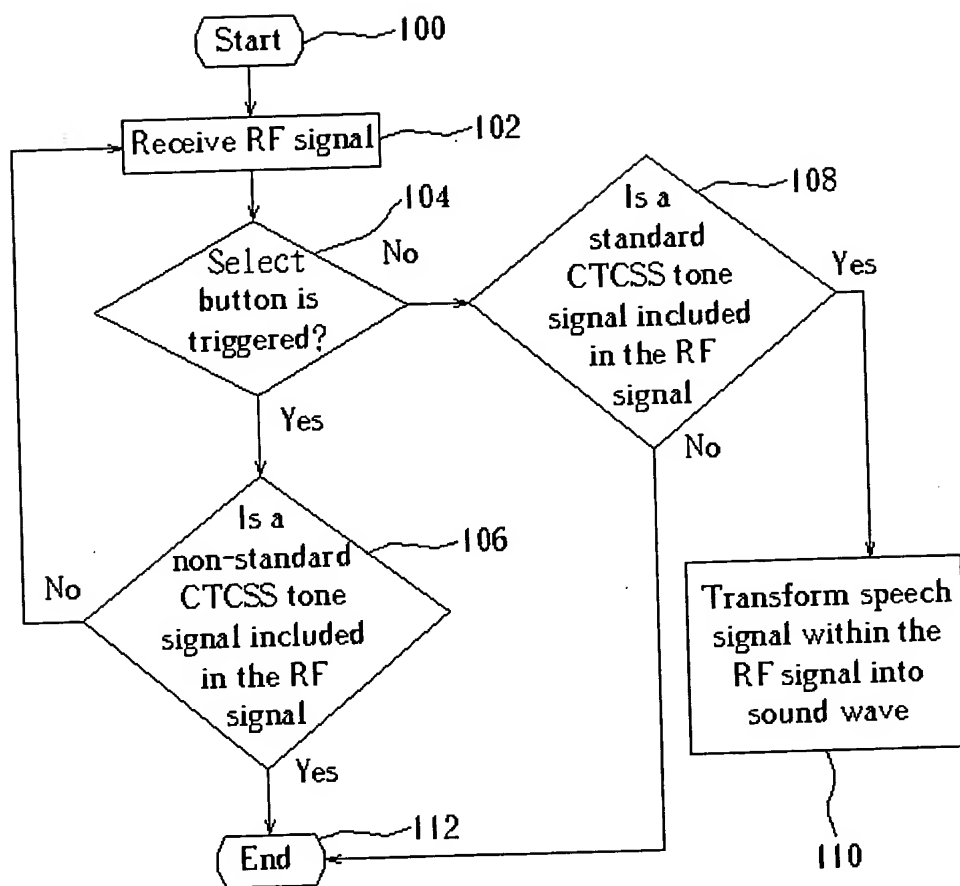 Start
100
Receive RF signal
102
104
Select
button is
triggered?
No
Yes
108
Is a
standard
CTCSS tone
signal included
in the RF
signal
Yes
No
106
Is a
non-standard
CTCSS tone
signal included
in the RF
signal
No
Yes
Transform speech
signal within the
RF signal into
sound wave
110
End
112